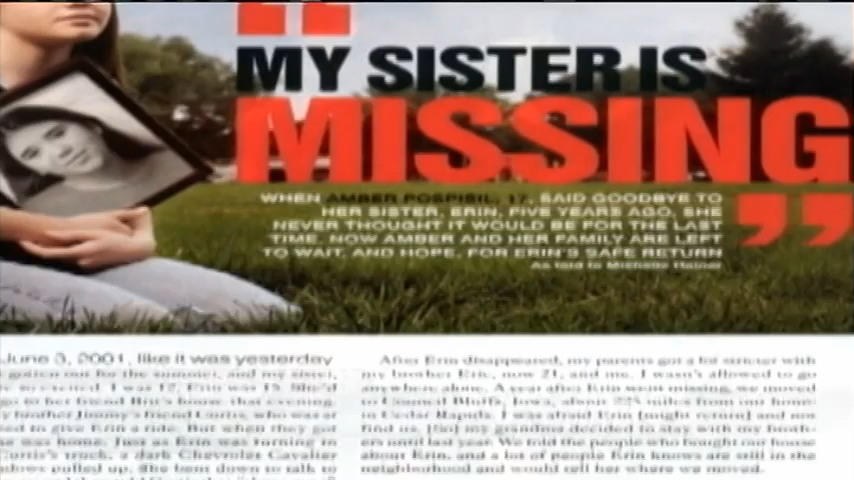 MY SISTER IS
MISSING
WHEN AMBER POSPISIL, 17, SAID GOODBYE TO
HER SISTER, ERIN, FIVE YEARS AGO, SHE
NEVER THOUGHT IT WOULD BE FOR THE LAST
TIME. NOW AMBER AND HER FAMILY ARE LEFT
TO WAIT, AND HOPE, FOR ERIN'S SAFE RETURN
As told to Michelle
June 3, 2001, like it was yesterday
gotten out for the summer, and my sister,
I was 12, Erin was 15. She'd
go to her friend that evening.
brother Jimmy's friend Curtis, who was
to give Erin a ride. But when they got
was home. Just as Erin was turning to
Curtis's truck, a dark Chevrolet Cavalier
pulled up. She bent down to talk to
After Erin disappeared, my parents got a lot stricter with
my brother Eric, now 21, and me. I wasn't allowed to go
anywhere alone. A year after Erin went missing, we moved
to Council Bluffs, Iowa, about 225 miles from our home
in Cedar Rapids. I was afraid Erin [might return] and not
find us. [So] my grandma decided to stay with my broth-
ers until last year. We told the people who bought our house
about Erin, and a lot of people Erin knows are still in the
neighborhood and would tell her where we moved.